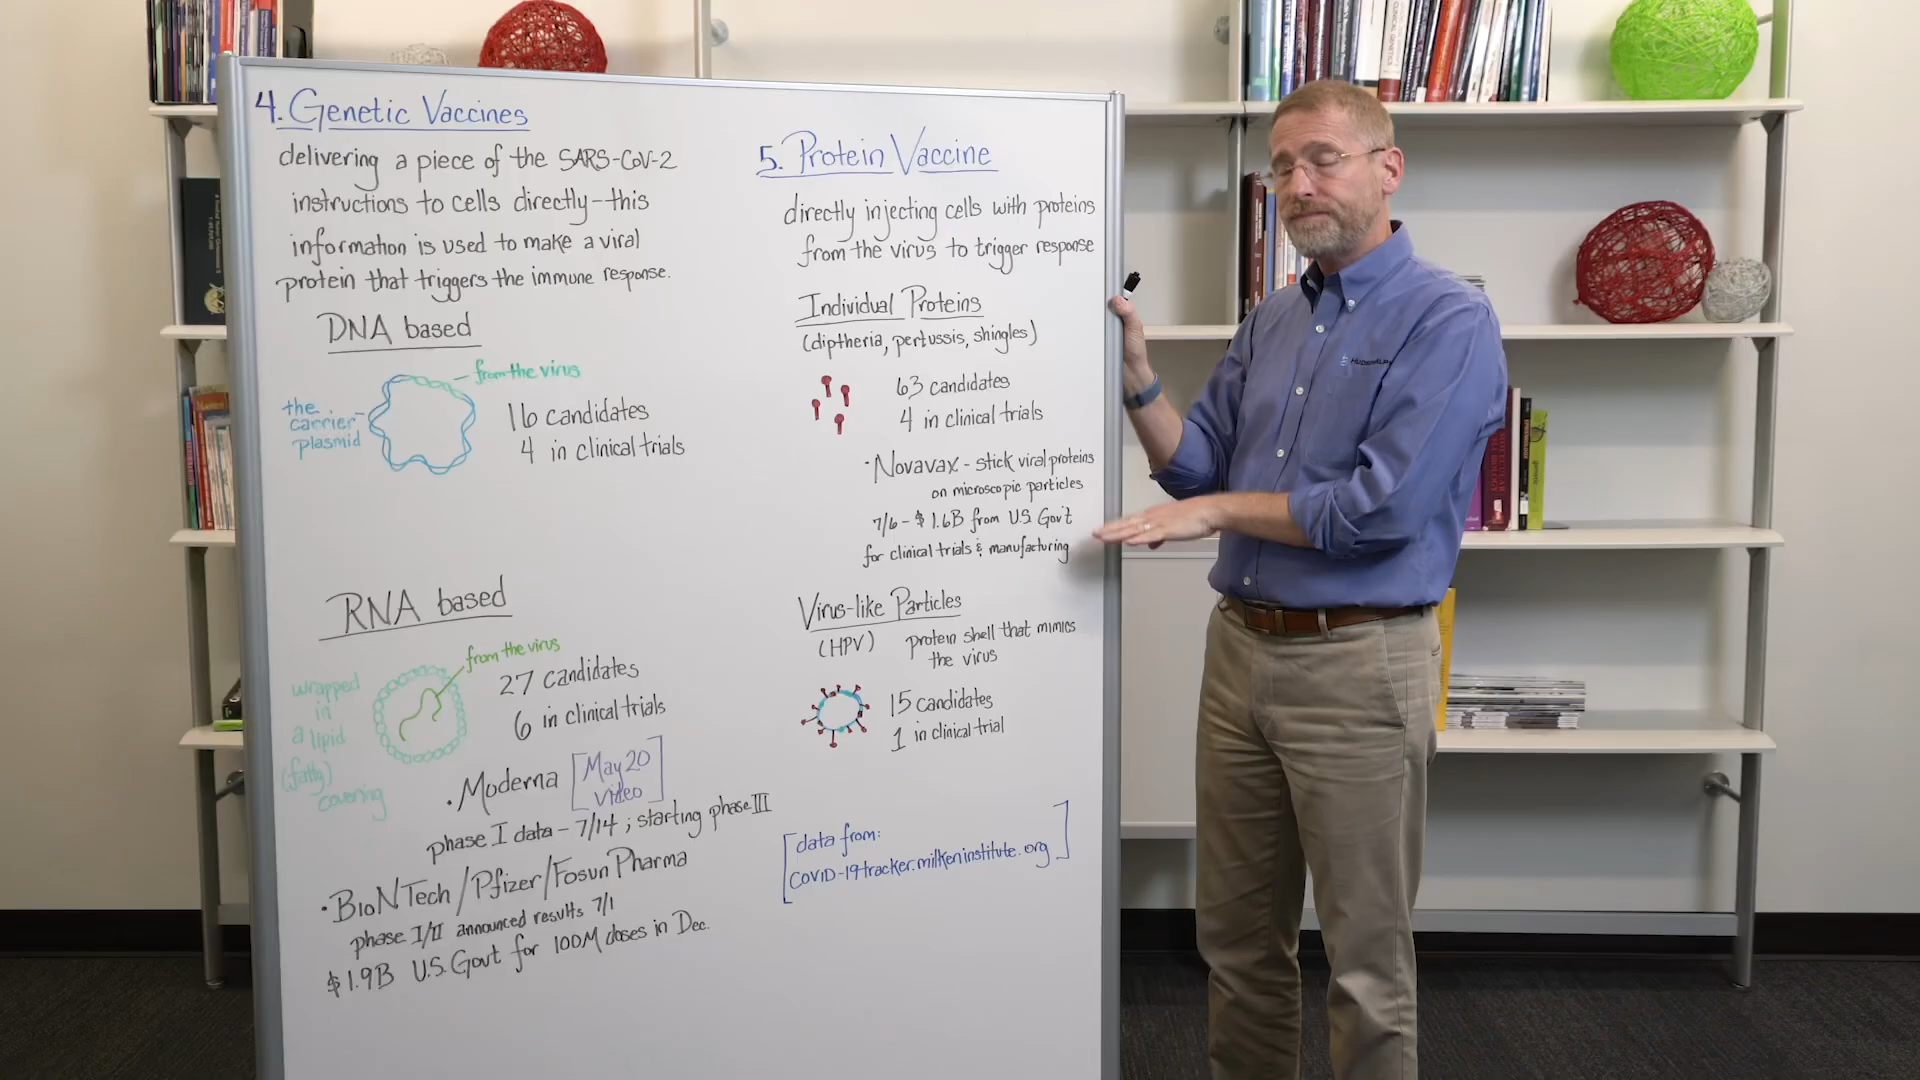 4. Genetic Vaccines
delivering a piece of the SARS-CoV-2
instructions to cells directly-this
information is used to make a viral
protein that triggers the immune response.
DNA based
from the virus
the
carrier
plasmid
16 candidates
4 in clinical trials
RNA based
from the virus
wrapped
in
a lipid
(fatty)
covering
27 candidates
6 in clinical trials
• Moderna [May 20
video]
phase I data - 7/14 ; starting phase III
• BioNTech/Pfizer/Fosun Pharma
phase I/II announced results 7/1
$1.9B U.S. Govt for 100M doses in Dec.
5. Protein Vaccine
directly injecting cells with proteins
from the virus to trigger response
Individual Proteins
(diptheria, pertussis, shingles)
63 candidates
4 in clinical trials
• Novavax - stick viral proteins
on microscopic particles
7/6 - $1.6B from U.S. Gov't
for clinical trials & manufacturing
Virus-like Particles
(HPV) protein shell that mimics
the virus
15 candidates
1 in clinical trial
[data from:
COVID-19tracker.milkeninstitute.org]